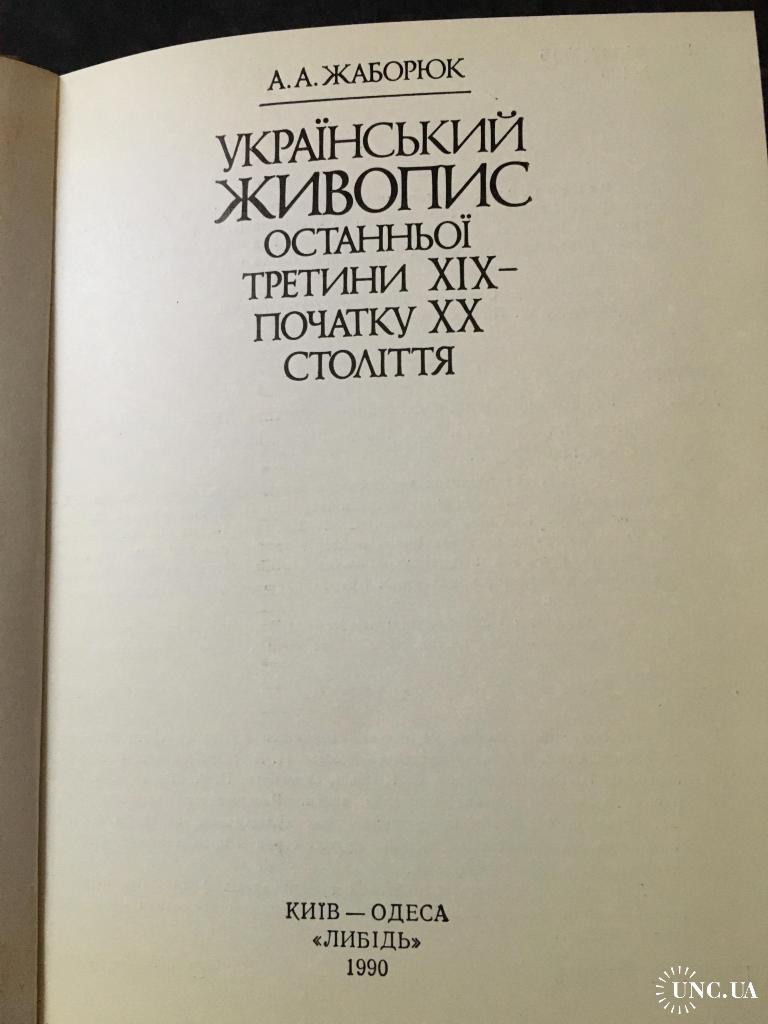 А. А. ЖАБОРЮК
УКРАЇНСЬКИЙ
ЖИВОПИС
ОСТАННЬОЇ
ТРЕТИНИ XIX–
ПОЧАТКУ XX
СТОЛІТТЯ
КИЇВ — ОДЕСА
«ЛИБІДЬ»
1990
UNC.UA